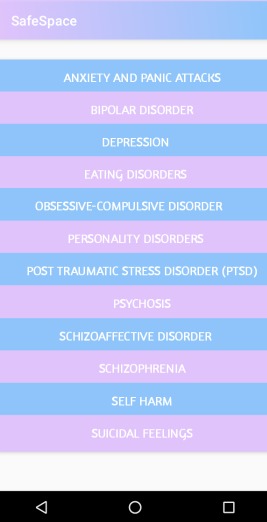 SafeSpace
ANXIETY AND PANIC ATTACKS
BIPOLAR DISORDER
DEPRESSION
EATING DISORDERS
OBSESSIVE-COMPULSIVE DISORDER
PERSONALITY DISORDERS
POST TRAUMATIC STRESS DISORDER (PTSD)
PSYCHOSIS
SCHIZOAFFECTIVE DISORDER
SCHIZOPHRENIA
SELF HARM
SUICIDAL FEELINGS